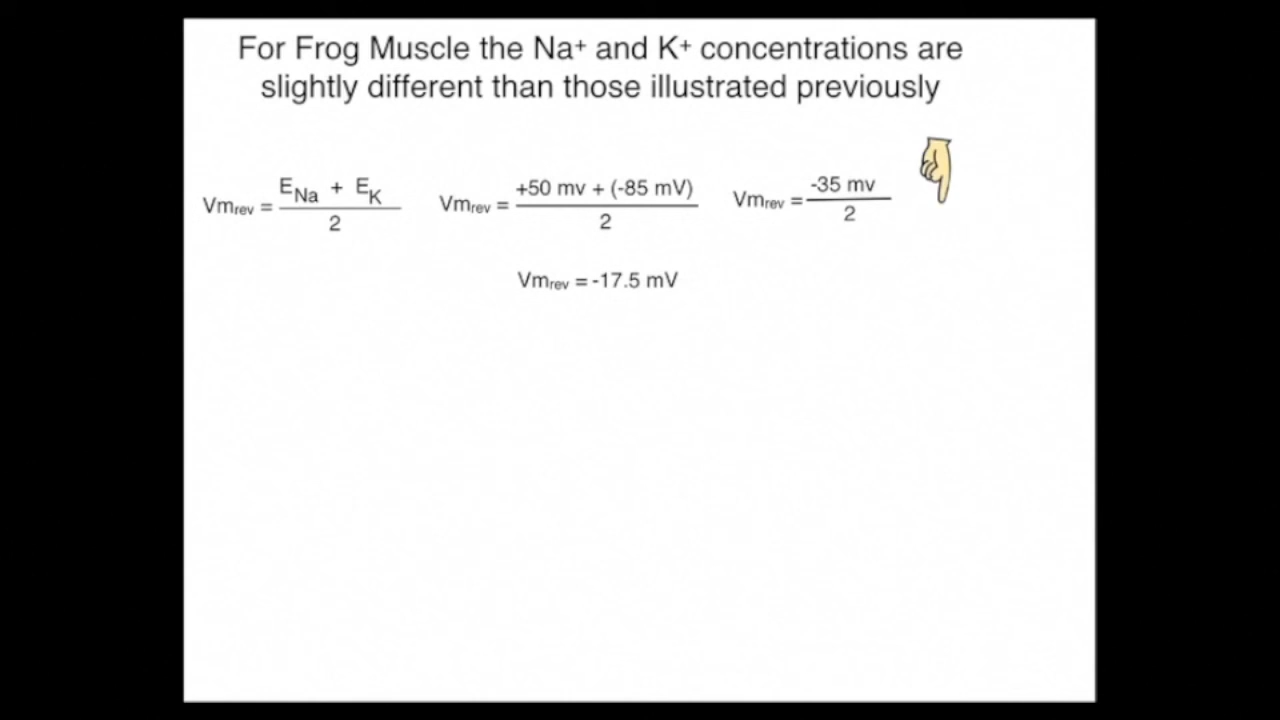 For Frog Muscle the Na⁺ and K⁺ concentrations are
slightly different than those illustrated previously
Vmrev = ENa + EK / 2
Vmrev = +50 mv + (-85 mV) / 2
Vmrev = -35 mv / 2
Vmrev = -17.5 mV